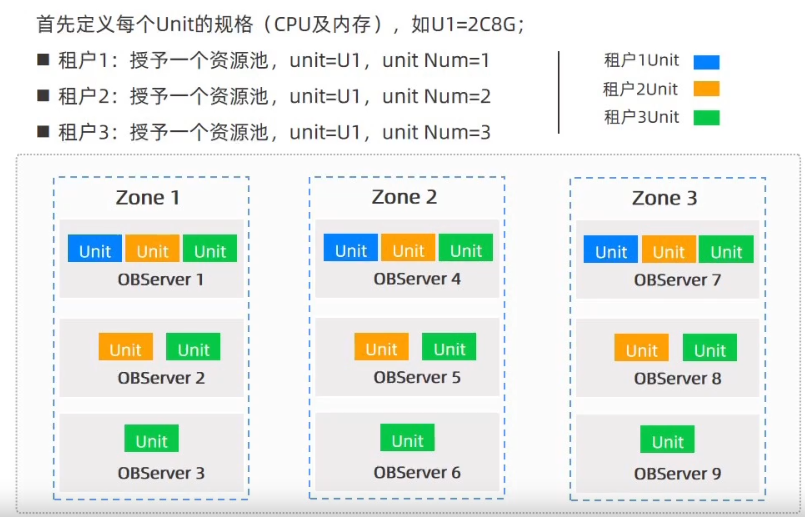 首先定义每个Unit的规格（CPU及内存），如U1=2C8G；
■ 租户1：授予一个资源池，unit=U1，unit Num=1
■ 租户2：授予一个资源池，unit=U1，unit Num=2
■ 租户3：授予一个资源池，unit=U1，unit Num=3
租户1Unit
租户2Unit
租户3Unit
Zone 1
Unit Unit Unit
OBServer 1
Unit Unit
OBServer 2
Unit
OBServer 3
Zone 2
Unit Unit Unit
OBServer 4
Unit Unit
OBServer 5
Unit
OBServer 6
Zone 3
Unit Unit Unit
OBServer 7
Unit Unit
OBServer 8
Unit
OBServer 9